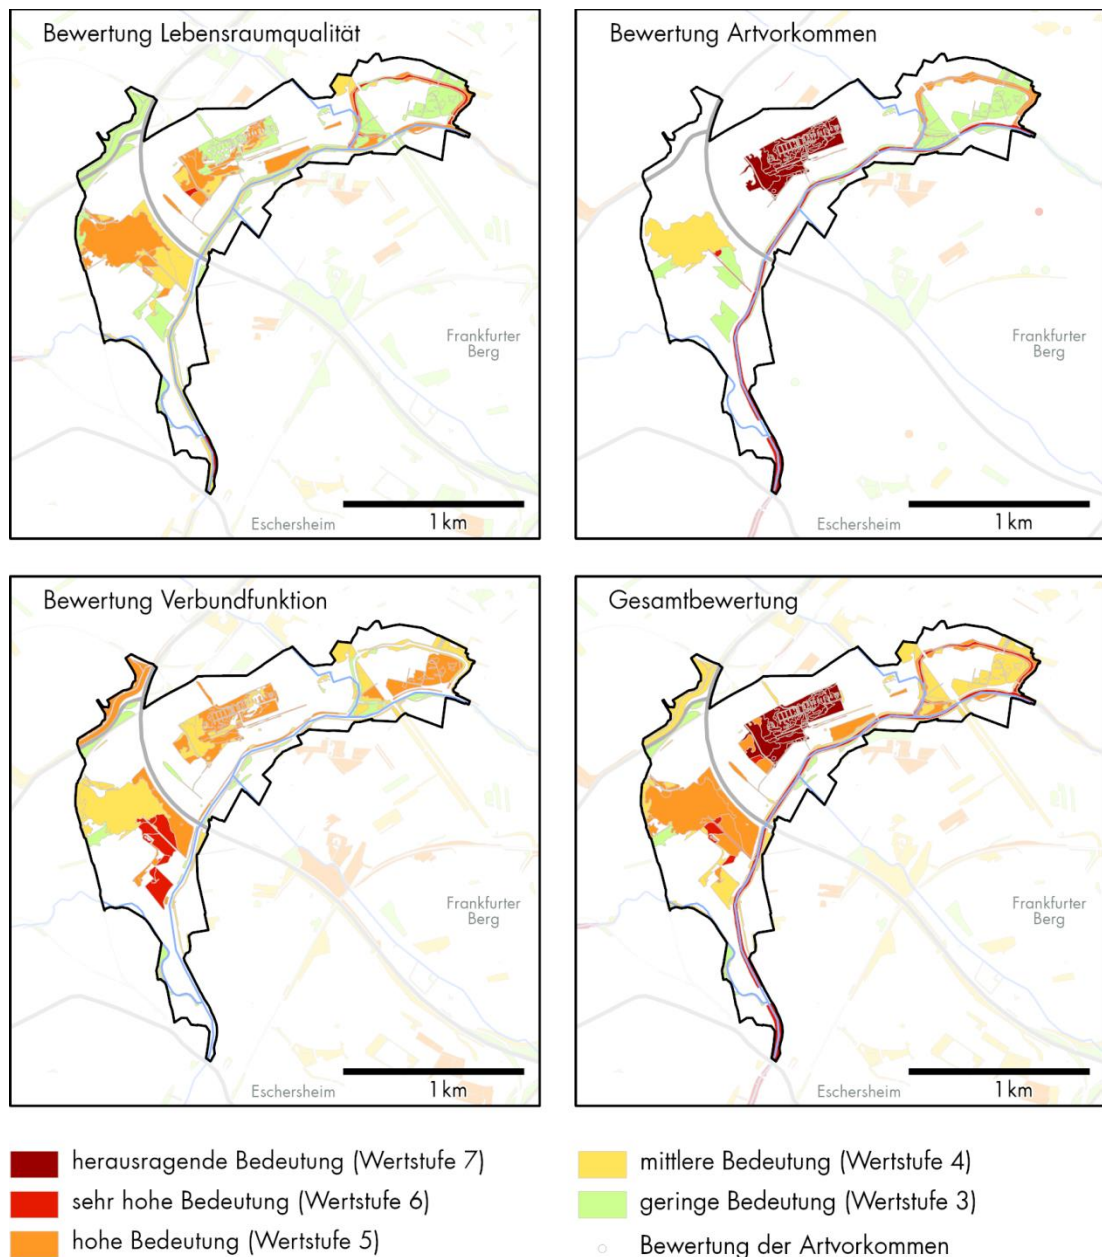 Bewertung Lebensraumqualität
Frankfurter
Berg
Eschersheim
1 km
Bewertung Artvorkommen
Frankfurter
Berg
Eschersheim
1 km
Bewertung Verbundfunktion
Frankfurter
Berg
Eschersheim
1 km
Gesamtbewertung
Frankfurter
Berg
Eschersheim
1 km
herausragende Bedeutung (Wertstufe 7)
sehr hohe Bedeutung (Wertstufe 6)
hohe Bedeutung (Wertstufe 5)
mittlere Bedeutung (Wertstufe 4)
geringe Bedeutung (Wertstufe 3)
Bewertung der Artvorkommen